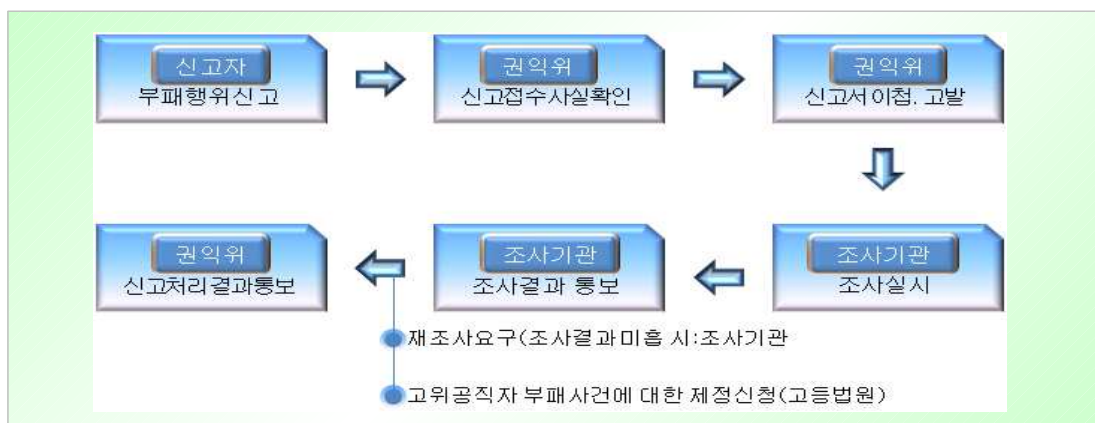 신고자
부패행위신고
권익위
신고접수사실확인
권익위
신고서이첩. 고발
조사기관
조사실시
조사기관
조사결과 통보
권익위
신고처리결과통보
재조사요구(조사결과미흡 시:조사기관
고위공직자 부패사건에 대한 제정신청(고등법원)